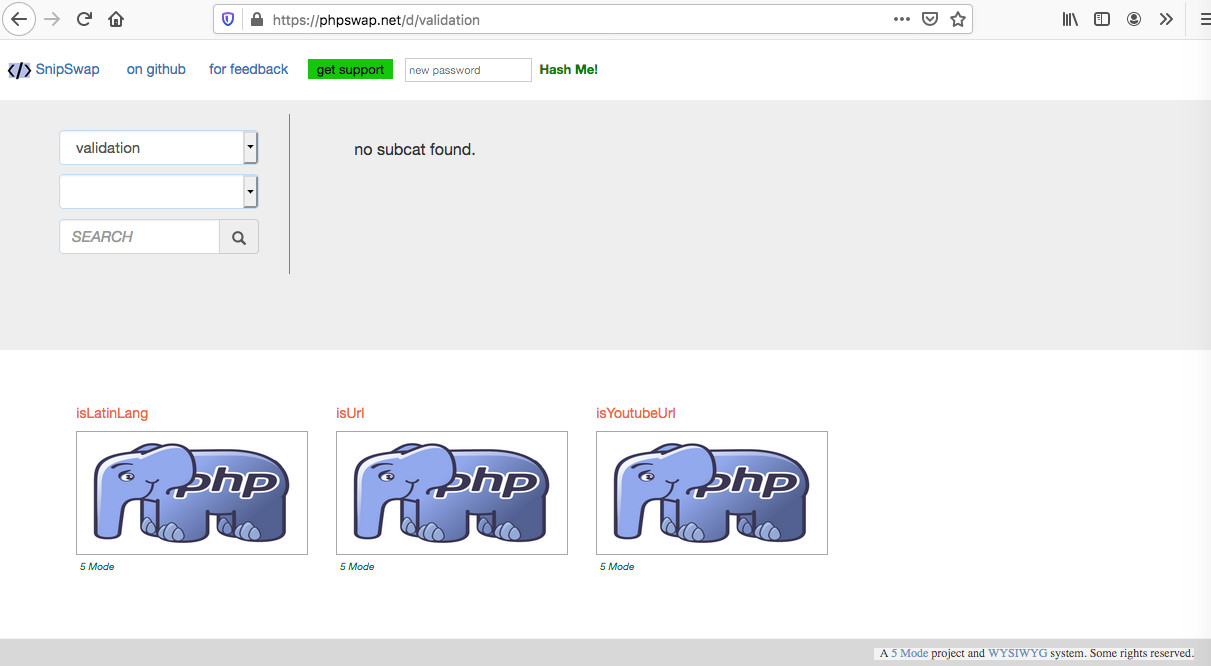 https://phpswap.net/d/validation
</> SnipSwap on github for feedback get support new password Hash Me!
validation
no subcat found.
SEARCH
isLatinLang isUrl isYoutubeUrl
php php php
5 Mode 5 Mode 5 Mode
A 5 Mode project and WYSIWYG system. Some rights reserved.